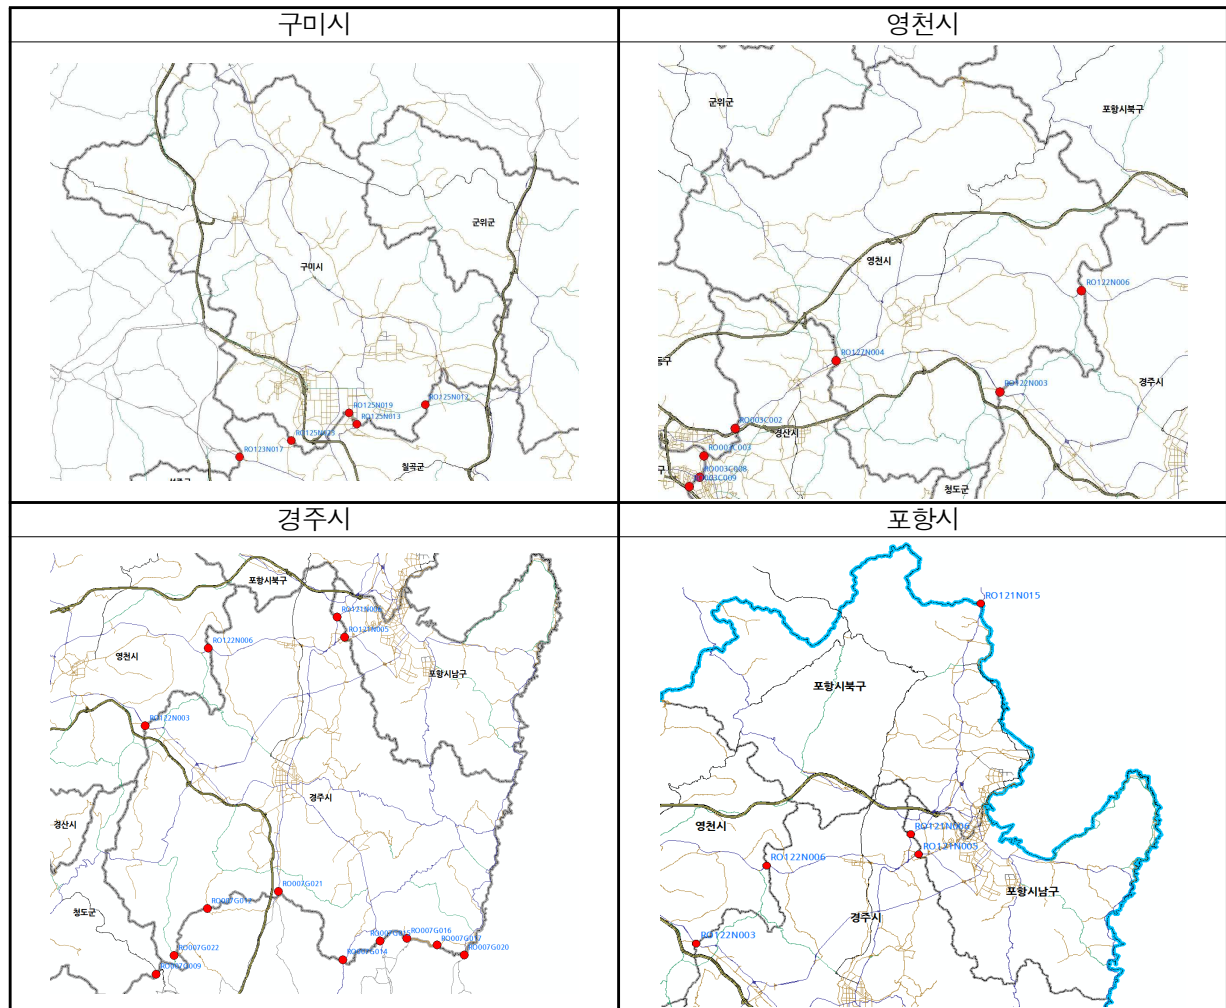 구미시
영천시
군위군
구미시
RO125N019
RO125N013
RO125N012
RO123N017
칠곡군
군위군
포항시북구
영천시
RO122N006
RO122N004
RO122N003
경주시
RO003C002
경산시
RO003C003
RO003C008
청도군
경주시
포항시
포항시북구
RO121N006
RO121N005
RO122N006
영천시
포항시남구
RO122N003
경주시
경산시
RO007G021
청도군
RO007G016
RO007G017
RO007G014
RO007G020
RO007G022
RO007G009
RO121N015
포항시북구
영천시
RO121N006
RO121N005
RO122N006
포항시남구
경주시
RO122N003